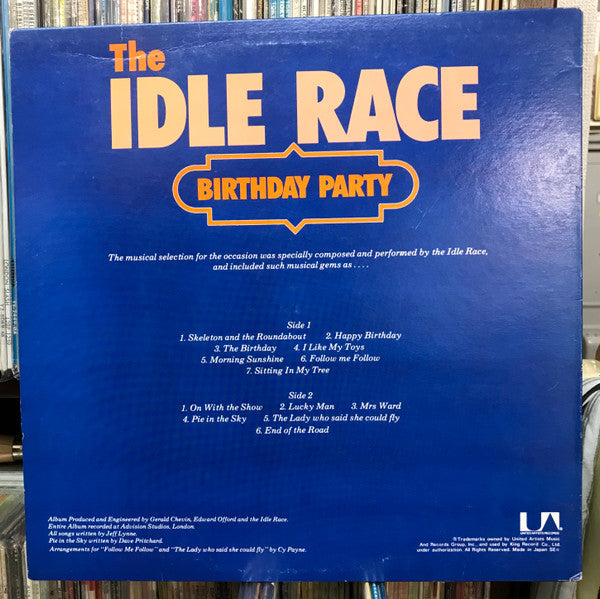 The
IDLE RACE
BIRTHDAY PARTY
The musical selection for the occasion was specially composed and performed by the Idle Race,
and included such musical gems as . . . .
Side 1
1. Skeleton and the Roundabout 2. Happy Birthday
3. The Birthday 4. I Like My Toys
5. Morning Sunshine 6. Follow me Follow
7. Sitting In My Tree
Side 2
1. On With the Show 2. Lucky Man 3. Mrs Ward
4. Pie in the Sky 5. The Lady who said she could fly
6. End of the Road
Album Produced and Engineered by Gerald Chevin, Edward Offord and the Idle Race.
Entire Album recorded at Advision Studios, London.
All songs written by Jeff Lynne.
Pie in the Sky written by Dave Pritchard.
Arrangements for "Follow Me Follow" and "The Lady who said she could fly" by Cy Payne.
UA
UNITED ARTISTS RECORDS
®Trademarks owned by United Artists Music
And Records Group, Inc., and used by King Record Co. Ltd.
under authorization. All Rights Reserved. Made in Japan